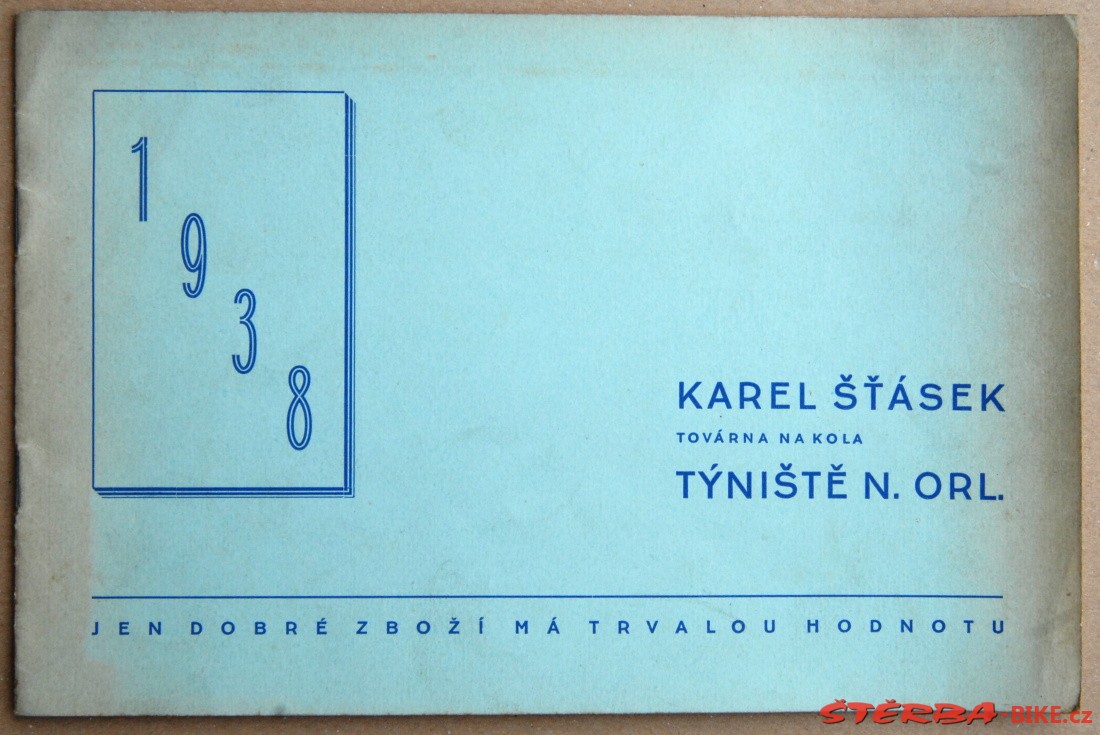 1
9
3
8
KAREL ŠŤÁSEK
TOVÁRNA NA KOLA
TÝNIŠTĚ N. ORL.
JEN DOBRÉ ZBOŽÍ MÁ TRVALOU HODNOTU
ŠTĚRBA-BIKE.cz